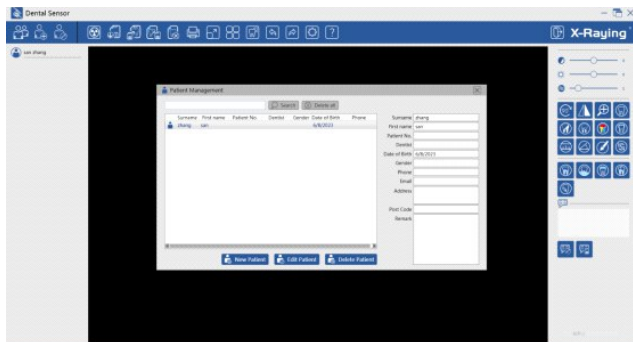 Dental Sensor
X-Raying
san zhang
Patient Management
Search
Delete all
Surname First name Patient No. Dentist Gender Date of Birth Phone
zhang san 6/8/2023
Surname zhang
First name san
Patient No.
Dentist
Date of Birth 6/8/2023
Gender
Phone
Email
Address
Post Code
Remark
New Patient
Edit Patient
Delete Patient